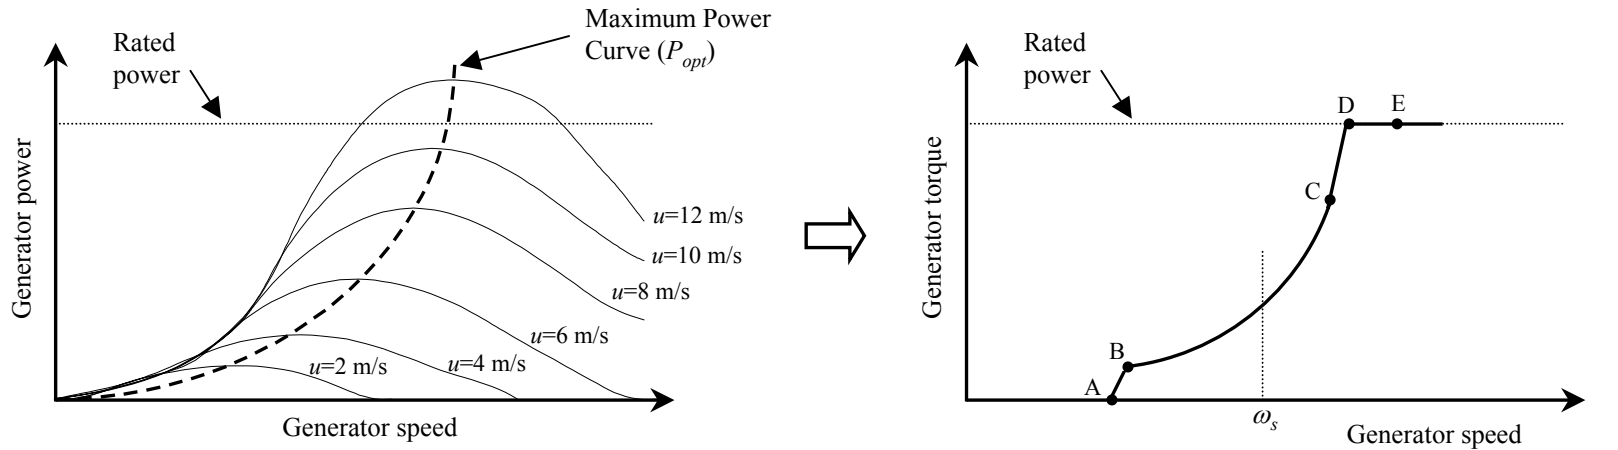 Maximum Power
Curve (Popt)
Rated
power
Generator power
u=12 m/s
u=10 m/s
u=8 m/s
u=6 m/s
u=4 m/s
u=2 m/s
Generator speed
Rated
power
Generator torque
D
E
C
B
A
ωs
Generator speed